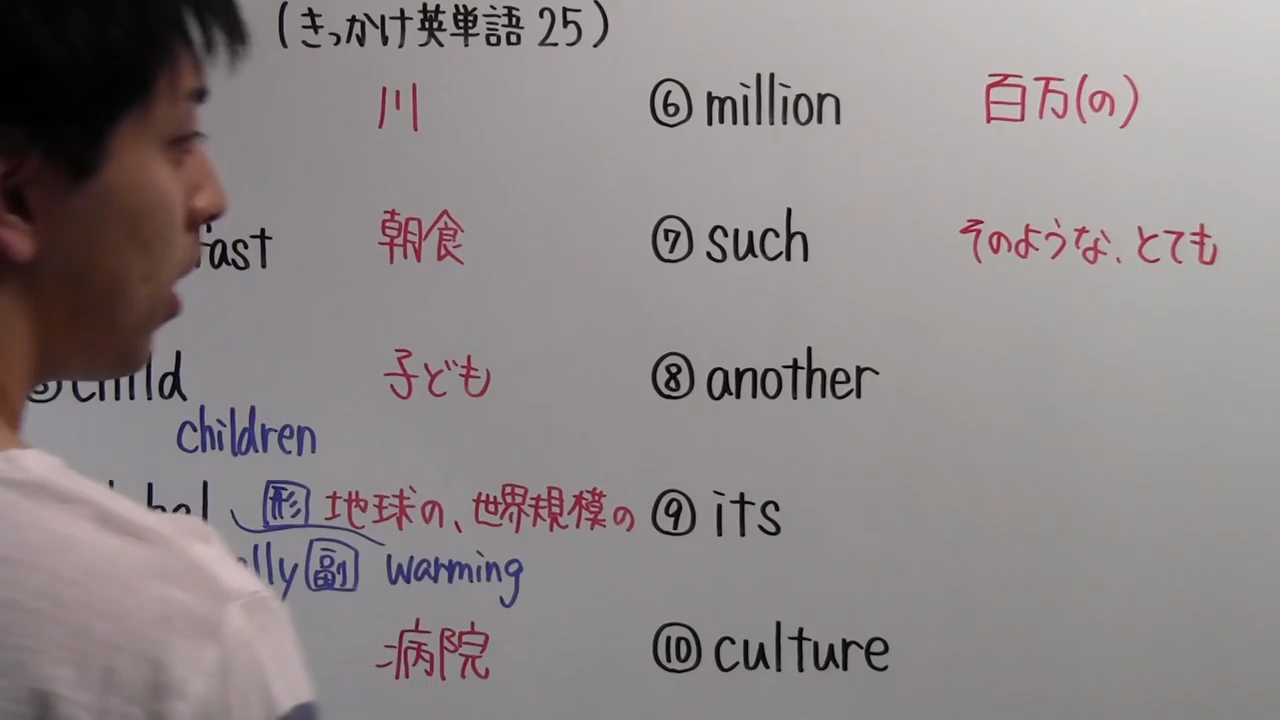 (きっかけ英単語25)
川
朝食
child 子ども
children
形 地球の、世界規模の
副 warming
病院
⑥ million 百万(の)
⑦ such そのような、とても
⑧ another
⑨ its
⑩ culture